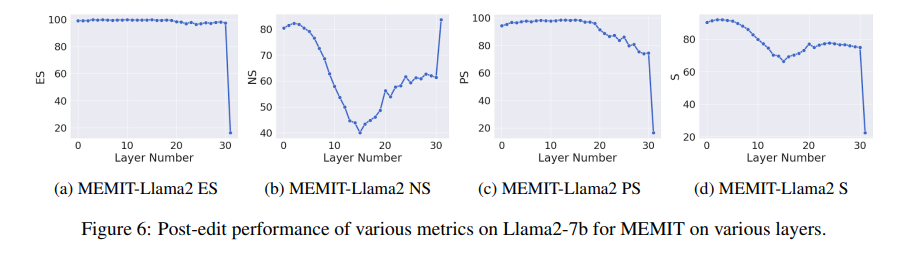 100
80
60
40
20
ES
0 10 20 30
Layer Number
80
70
60
50
40
NS
0 10 20 30
Layer Number
100
80
60
40
20
PS
0 10 20 30
Layer Number
80
60
40
20
S
0 10 20 30
Layer Number
(a) MEMIT-Llama2 ES
(b) MEMIT-Llama2 NS
(c) MEMIT-Llama2 PS
(d) MEMIT-Llama2 S
Figure 6: Post-edit performance of various metrics on Llama2-7b for MEMIT on various layers.